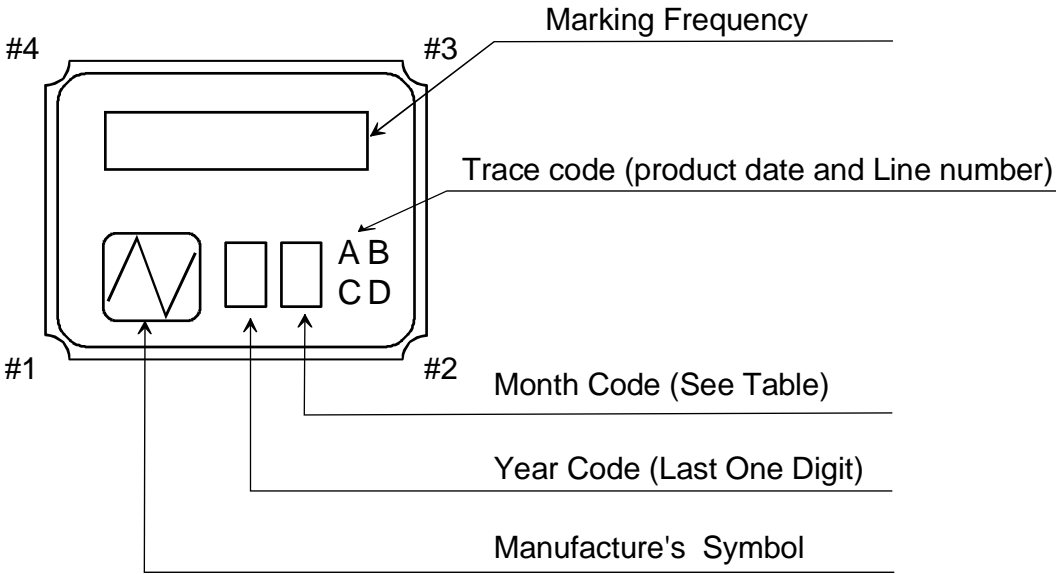 Marking Frequency
#4
#3
Trace code (product date and Line number)
A B
C D
#1
#2
Month Code (See Table)
Year Code (Last One Digit)
Manufacture's Symbol